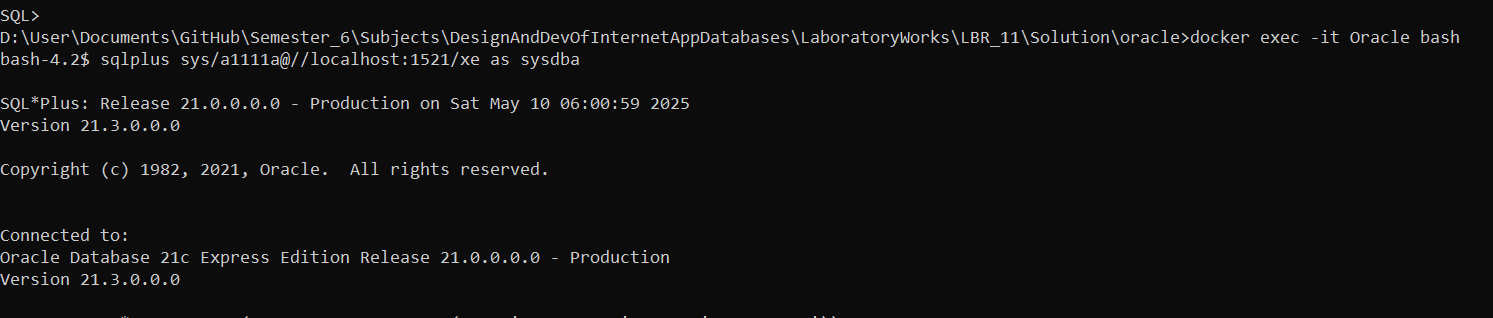 SQL>
D:\User\Documents\GitHub\Semester_6\Subjects\DesignAndDevOfInternetAppDatabases\LaboratoryWorks\LBR_11\Solution\oracle>docker exec -it Oracle bash
bash-4.2$ sqlplus sys/a1111a@//localhost:1521/xe as sysdba
SQL*Plus: Release 21.0.0.0.0 - Production on Sat May 10 06:00:59 2025
Version 21.3.0.0.0
Copyright (c) 1982, 2021, Oracle.  All rights reserved.
Connected to:
Oracle Database 21c Express Edition Release 21.0.0.0.0 - Production
Version 21.3.0.0.0